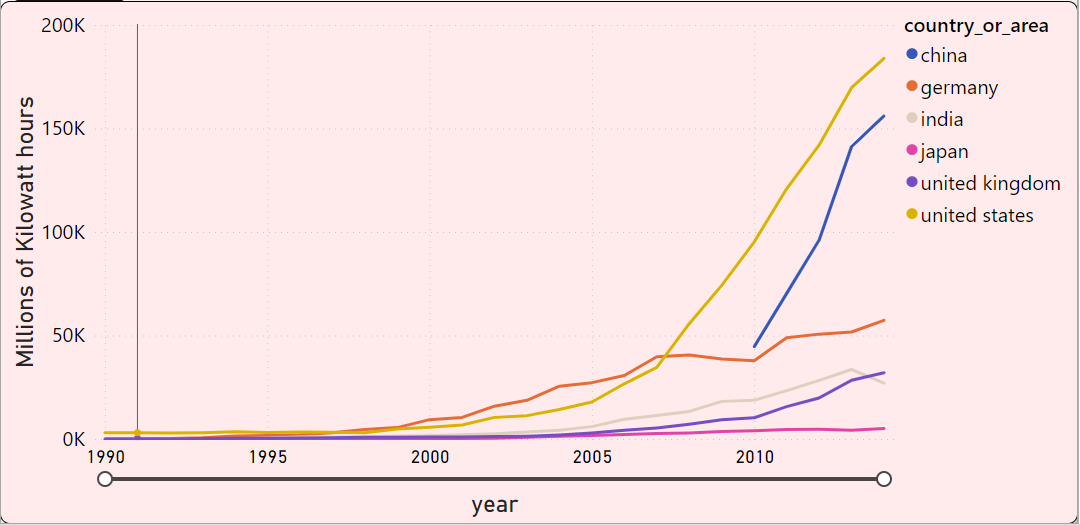 200K
150K
100K
50K
0K
Millions of Kilowatt hours
1990
1995
2000
2005
2010
year
country_or_area
china
germany
india
japan
united kingdom
united states